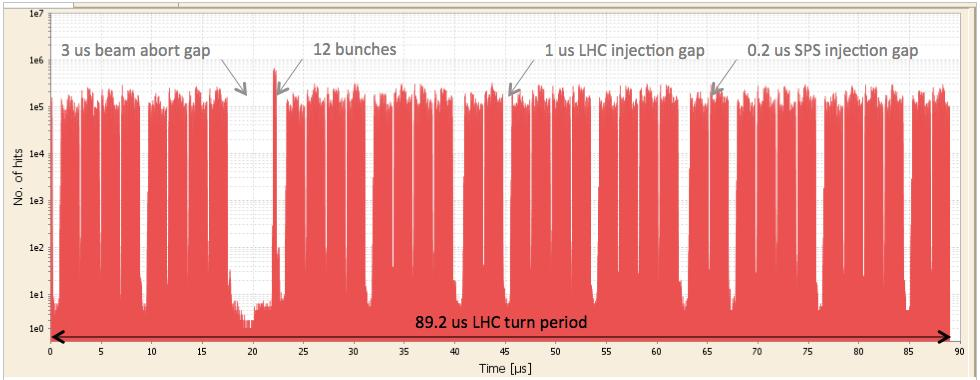 1e7
1e6
1e5
1e4
1e3
1e2
1e1
1e0
No. of hits
3 us beam abort gap
12 bunches
1 us LHC injection gap
0.2 us SPS injection gap
89.2 us LHC turn period
0 5 10 15 20 25 30 35 40 45 50 55 60 65 70 75 80 85 90
Time [µs]